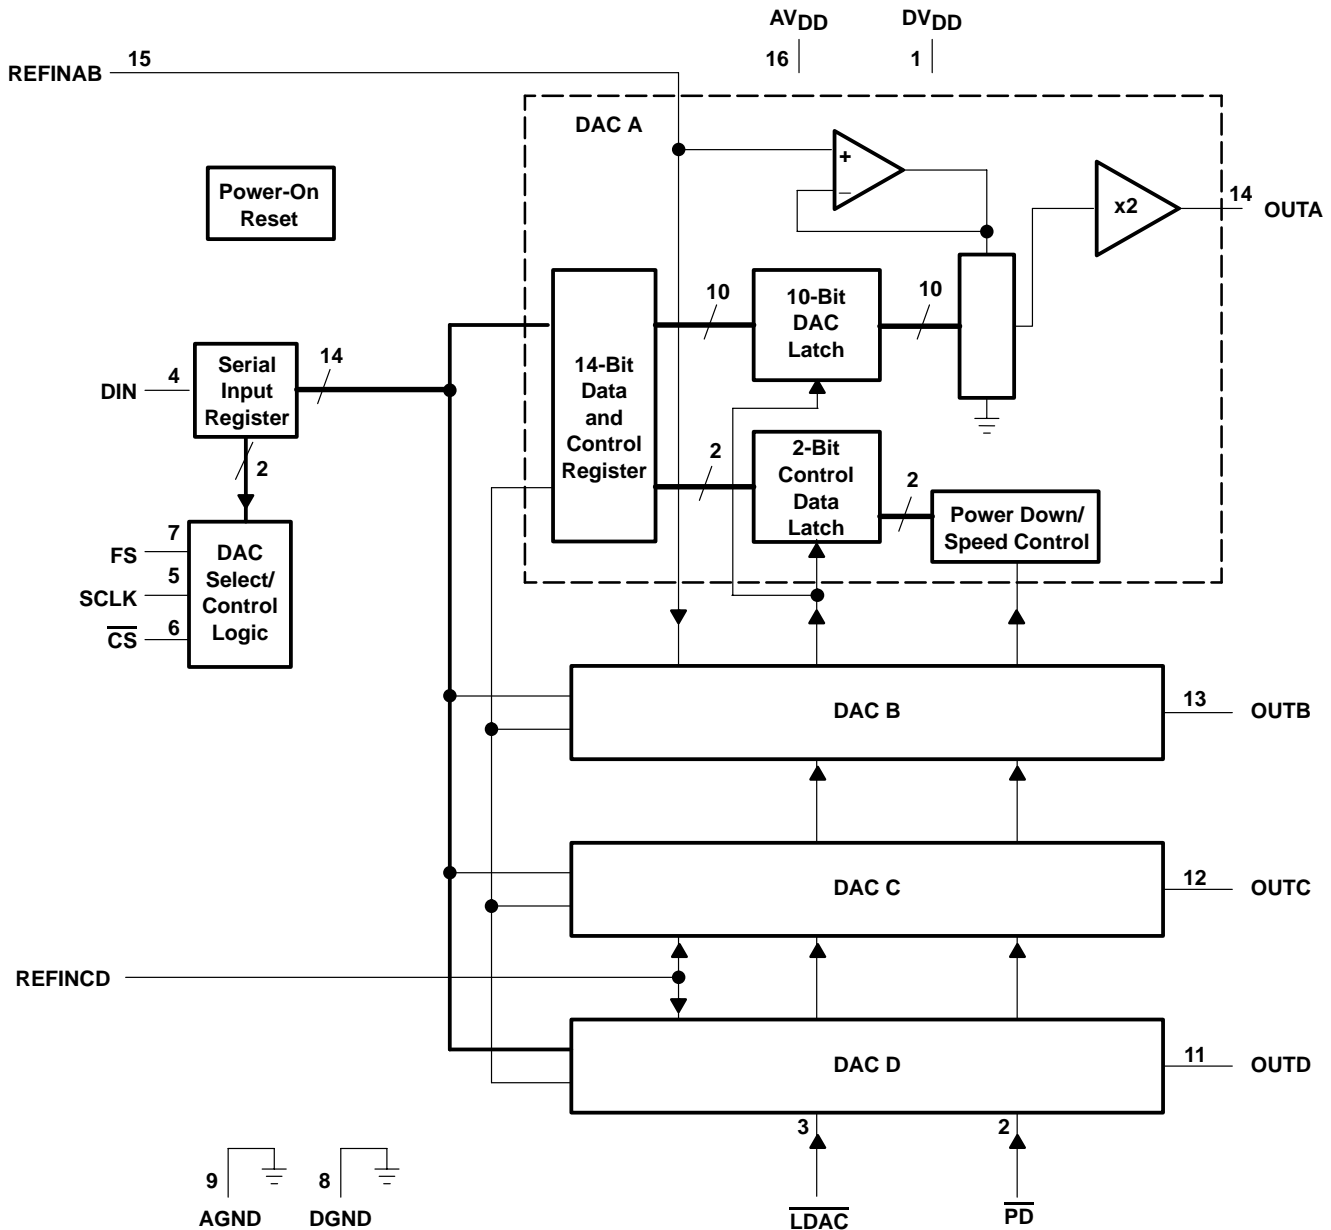 AVDD
DVDD
16
1
REFINAB
15
DAC A
+
−
x2
14
OUTA
Power-On
Reset
10
10-Bit
DAC
Latch
10
Serial
Input
Register
14
DIN
4
14-Bit
Data
and
Control
Register
2
2
2-Bit
Control
Data
Latch
2
Power Down/
Speed Control
FS
7
SCLK
5
CS
6
DAC
Select/
Control
Logic
DAC B
13
OUTB
DAC C
12
OUTC
REFINCD
DAC D
11
OUTD
3
2
9
8
AGND
DGND
LDAC
PD